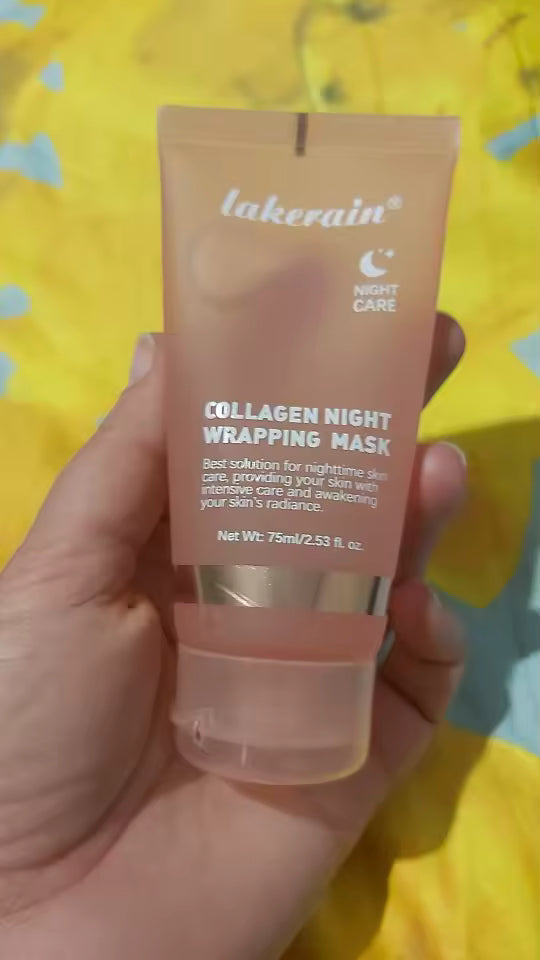 lakerain®
NIGHT
CARE
COLLAGEN NIGHT
WRAPPING MASK
Best solution for nighttime skin
care, providing your skin with
intensive care and awakening
your skin's radiance.
Net Wt: 75ml/2.53 fl. oz.